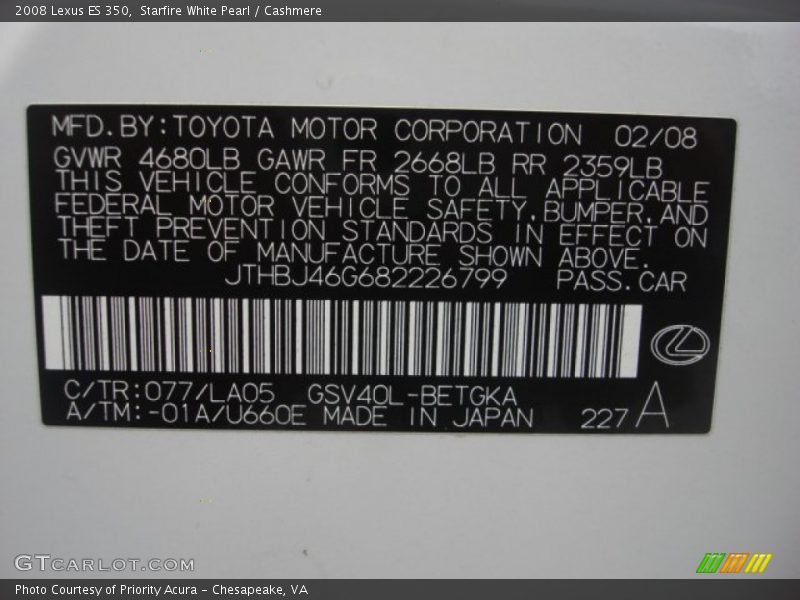 2008 Lexus ES 350, Starfire White Pearl / Cashmere
MFD.BY:TOYOTA MOTOR CORPORATION 02/08
GVWR 4680LB GAWR FR 2668LB RR 2359LB
THIS VEHICLE CONFORMS TO ALL APPLICABLE
FEDERAL MOTOR VEHICLE SAFETY,BUMPER,AND
THEFT PREVENTION STANDARDS IN EFFECT ON
THE DATE OF MANUFACTURE SHOWN ABOVE.
JTHBJ46G682226799 PASS.CAR
C/TR:077/LA05 GSV40L-BETGKA
A/TM:-01A/U660E MADE IN JAPAN 227 A
GTCARLOT.COM
Photo Courtesy of Priority Acura - Chesapeake, VA